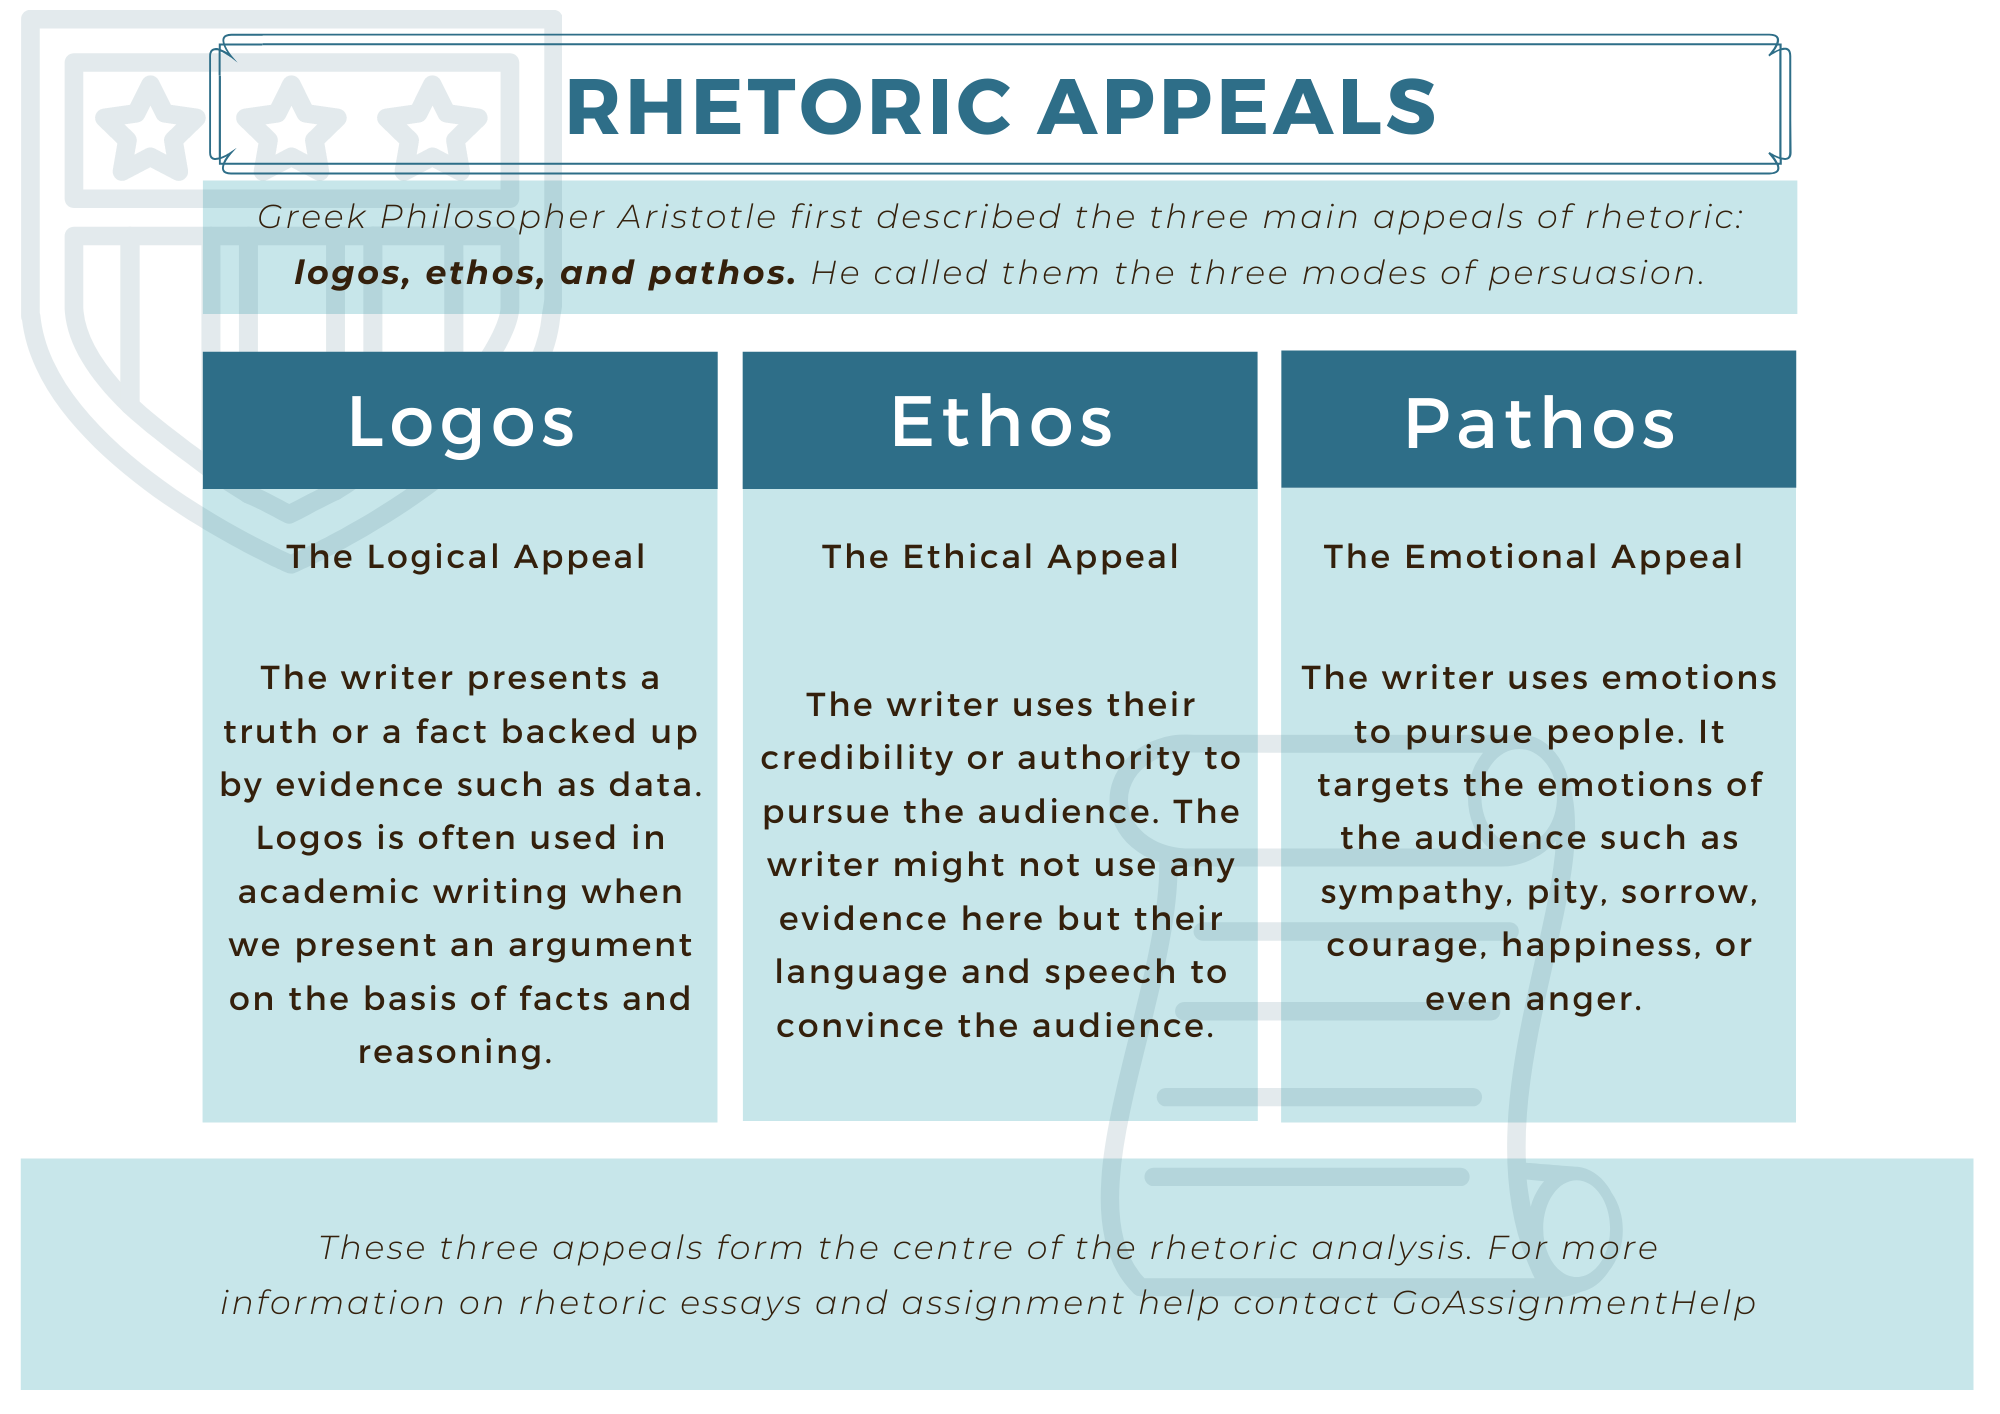 RHETORIC APPEALS
Greek Philosopher Aristotle first described the three main appeals of rhetoric:
logos, ethos, and pathos. He called them the three modes of persuasion.
Logos
The Logical Appeal
The writer presents a
truth or a fact backed up
by evidence such as data.
Logos is often used in
academic writing when
we present an argument
on the basis of facts and
reasoning.
Ethos
The Ethical Appeal
The writer uses their
credibility or authority to
pursue the audience. The
writer might not use any
evidence here but their
language and speech to
convince the audience.
Pathos
The Emotional Appeal
The writer uses emotions
to pursue people. It
targets the emotions of
the audience such as
sympathy, pity, sorrow,
courage, happiness, or
even anger.
These three appeals form the centre of the rhetoric analysis. For more
information on rhetoric essays and assignment help contact GoAssignmentHelp